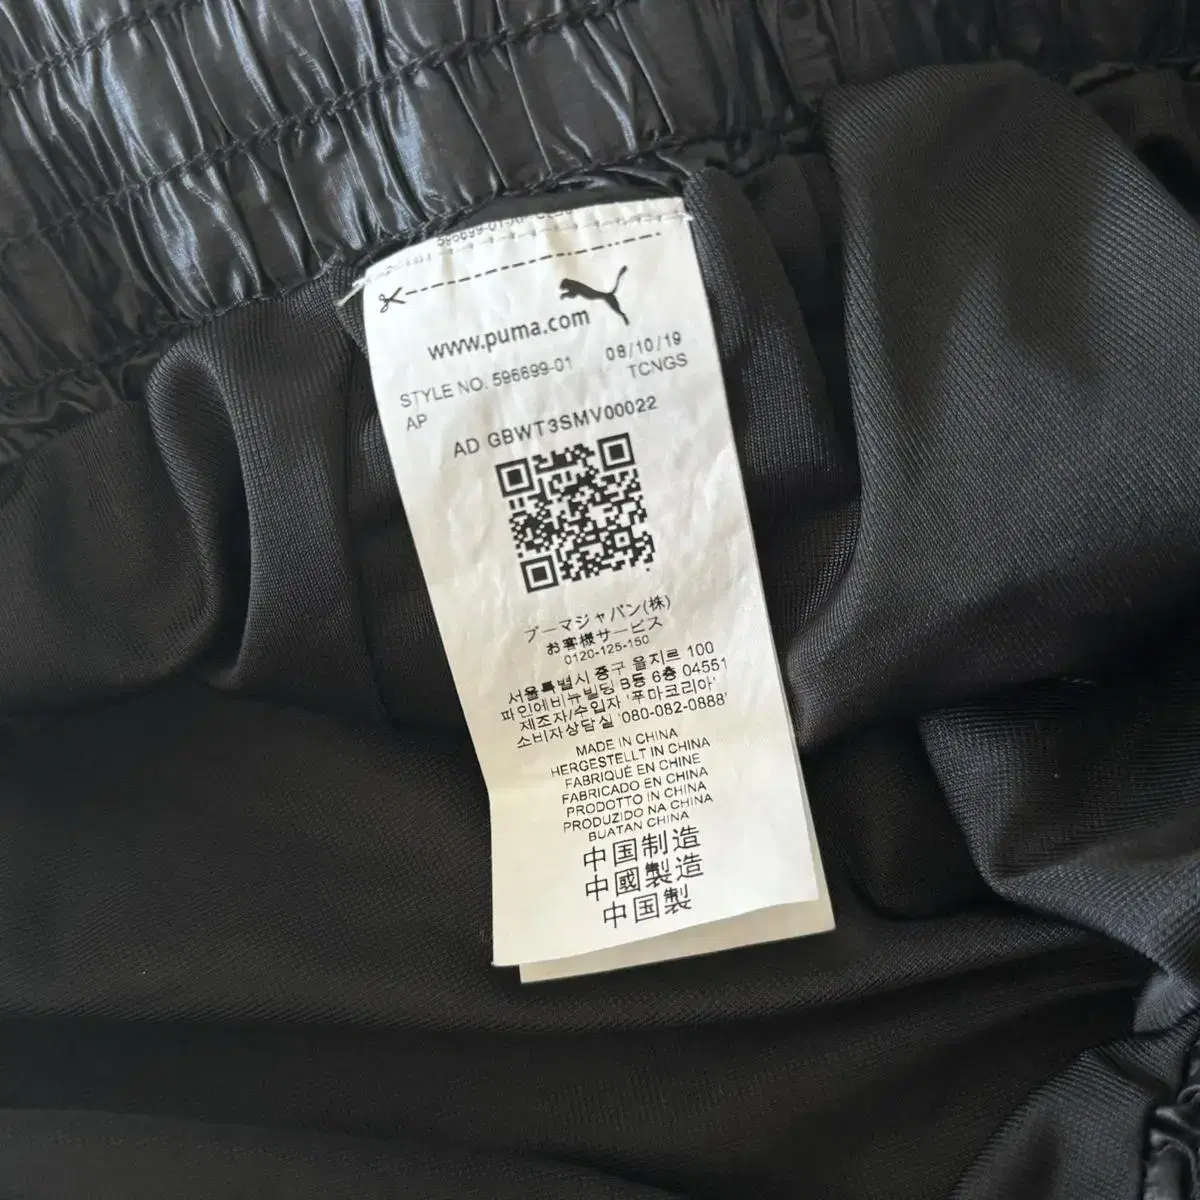 596699-01 AP
www.puma.com
STYLE NO. 596699-01 08/10/19
AP TCNGS
AD GBWT3SMV00022
プーマジャパン(株)
お客様サービス
0120-125-150
서울특별시 중구 을지로 100
파인에비뉴빌딩 B동 6층 04551
제조자/수입자 '푸마코리아'
소비자상담실 '080-082-0888'
MADE IN CHINA
HERGESTELLT IN CHINA
FABRIQUÉ EN CHINE
FABRICADO EN CHINA
PRODOTTO IN CHINA
PRODUZIDO NA CHINA
BUATAN CHINA
中国制造
中國製造
中国製